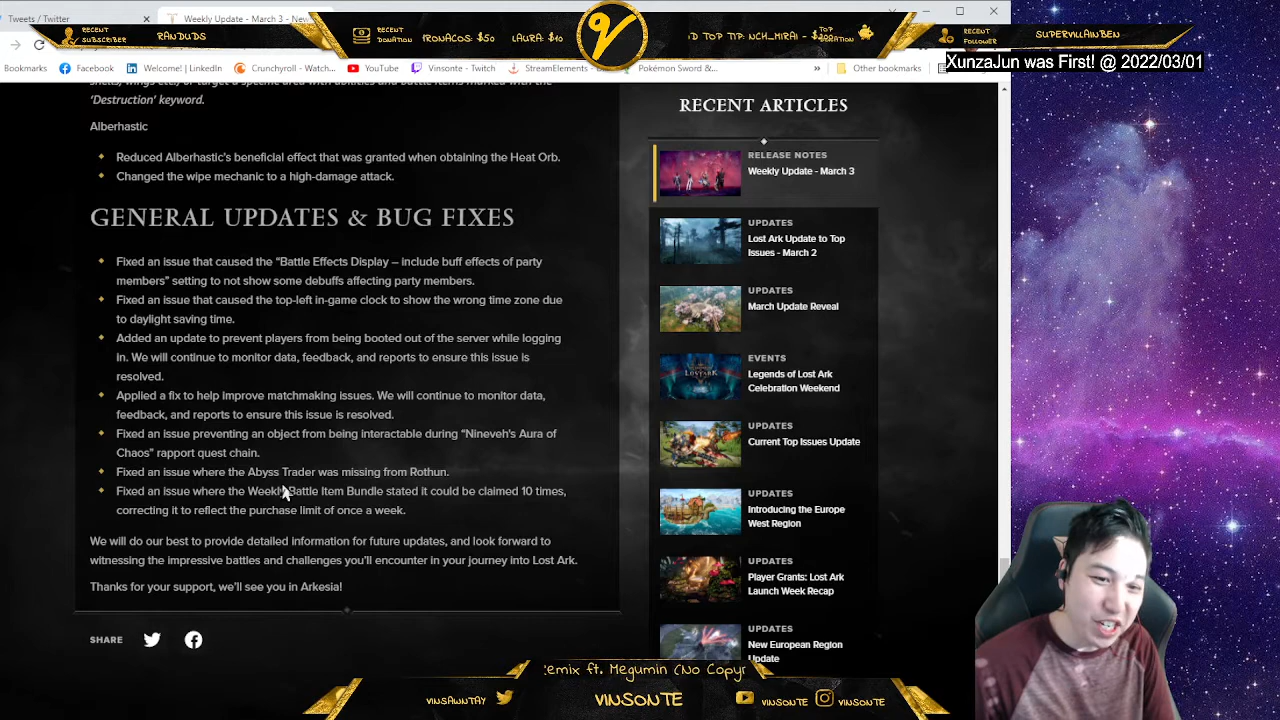 Tweets / Twitter
Weekly Update - March 3 - New
RECENT
SUBSCRIBER
RANDUDS
RECENT
DONATION
FRONACOS: $50
LAURA: $40
ID TOP TIP: NCH_MIRAI - $
TOP
DONATION
RECENT
FOLLOWER
SUPERVILLAINBEN
Bookmarks
Facebook
Welcome! | LinkedIn
Crunchyroll - Watch...
YouTube
Vinsonte - Twitch
StreamElements -
Pokémon Sword &...
»
Other bookmarks
XunzaJun was First! @ 2022/03/01
‘Destruction’ keyword.
Alberhastic
Reduced Alberhastic’s beneficial effect that was granted when obtaining the Heat Orb.
Changed the wipe mechanic to a high-damage attack.
GENERAL UPDATES & BUG FIXES
Fixed an issue that caused the “Battle Effects Display – include buff effects of party
members” setting to not show some debuffs affecting party members.
Fixed an issue that caused the top-left in-game clock to show the wrong time zone due
to daylight saving time.
Added an update to prevent players from being booted out of the server while logging
in. We will continue to monitor data, feedback, and reports to ensure this issue is
resolved.
Applied a fix to help improve matchmaking issues. We will continue to monitor data,
feedback, and reports to ensure this issue is resolved.
Fixed an issue preventing an object from being interactable during “Nineveh’s Aura of
Chaos” rapport quest chain.
Fixed an issue where the Abyss Trader was missing from Rothun.
Fixed an issue where the Weekly Battle Item Bundle stated it could be claimed 10 times,
correcting it to reflect the purchase limit of once a week.
We will do our best to provide detailed information for future updates, and look forward to
witnessing the impressive battles and challenges you’ll encounter in your journey into Lost Ark.
Thanks for your support, we’ll see you in Arkesia!
SHARE
RECENT ARTICLES
RELEASE NOTES
Weekly Update - March 3
UPDATES
Lost Ark Update to Top
Issues - March 2
UPDATES
March Update Reveal
EVENTS
Legends of Lost Ark
Celebration Weekend
LOST ARK
UPDATES
Current Top Issues Update
UPDATES
Introducing the Europe
West Region
UPDATES
Player Grants: Lost Ark
Launch Week Recap
UPDATES
New European Region
Update
emix ft. Megumin (No Copyr
VINSAWNTAY
VINSONTE
VINSONTE
VINSONTE